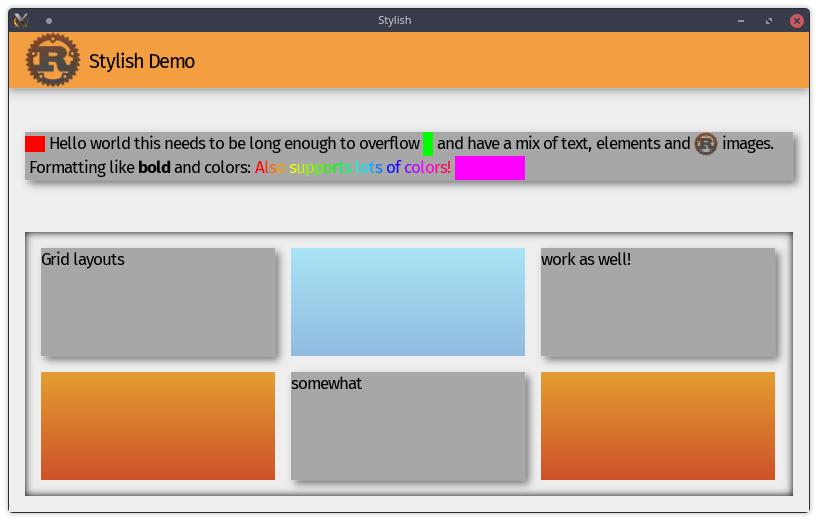 Stylish
Stylish Demo
Hello world this needs to be long enough to overflow and have a mix of text, elements and images.
Formatting like bold and colors: Also supports lots of colors!
Grid layouts
work as well!
somewhat